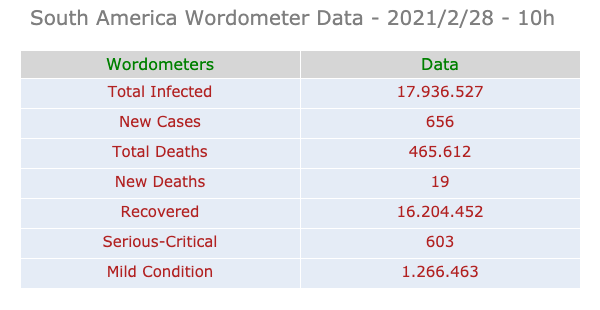 South America Wordometer Data - 2021/2/28 - 10h
Wordometers Data
Total Infected 17.936.527
New Cases 656
Total Deaths 465.612
New Deaths 19
Recovered 16.204.452
Serious-Critical 603
Mild Condition 1.266.463